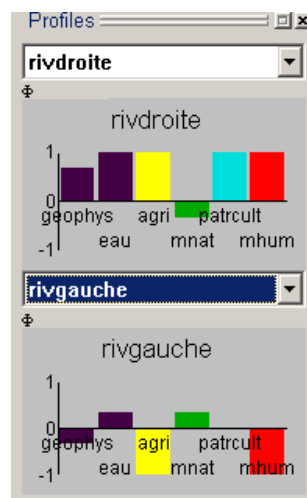 Profiles
rivdroite
Φ
rivdroite
1
0
geophys agri patrcult
eau mnat mhum
-1
rivgauche
Φ
rivgauche
1
0
geophys agri patrcult
-1 eau mnat mhum